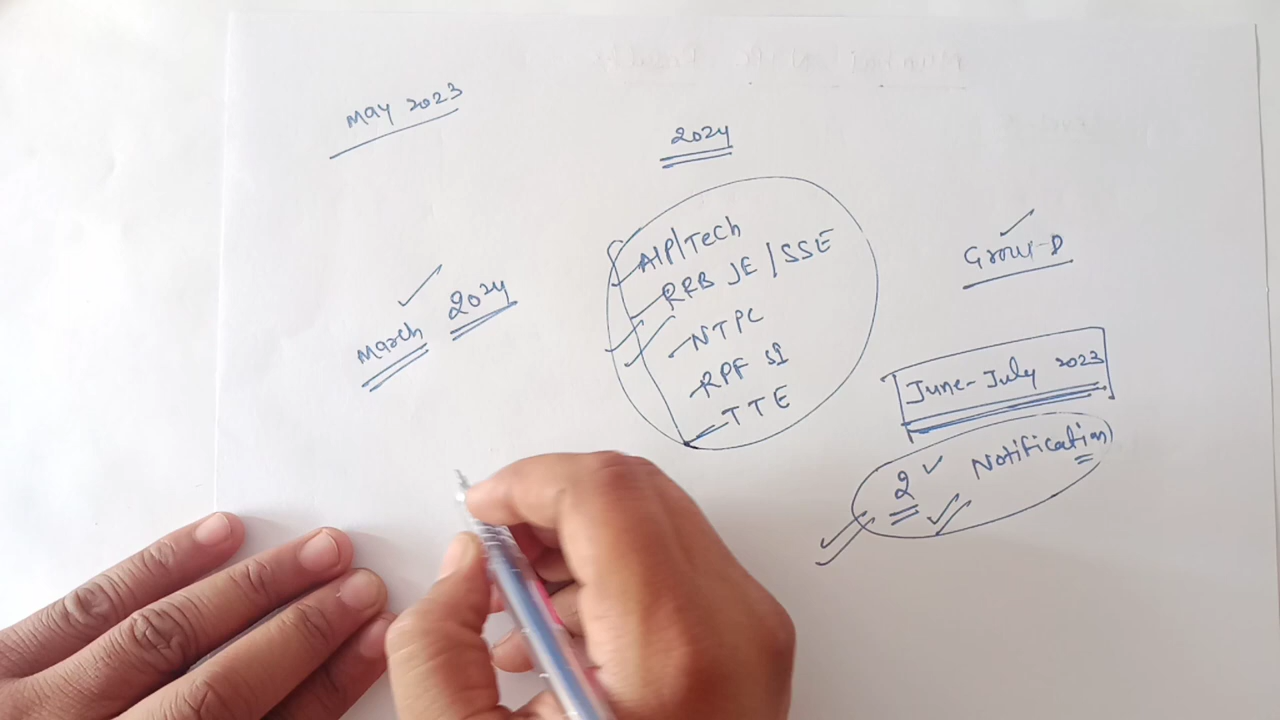 May 2023
2024
ALP/Tech
RRB JE/SSE
NTPC
RPF SI
TTE
March 2024
Group-D
June-July 2023
2 Notification